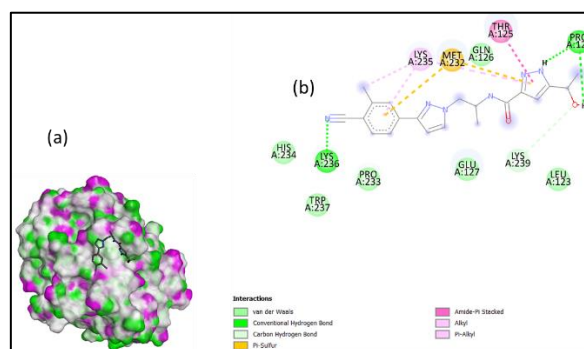 (a)
(b)
THR
A:125
PRO
LYS
A:235
MET
A:232
GLN
A:126
H
N
N
O
H
HIS
A:234
LYS
A:236
PRO
A:233
TRP
A:237
GLU
A:127
LYS
A:239
LEU
A:123
Interactions
van der Waals
Conventional Hydrogen Bond
Carbon Hydrogen Bond
Pi-Sulfur
Amide-Pi Stacked
Alkyl
Pi-Alkyl